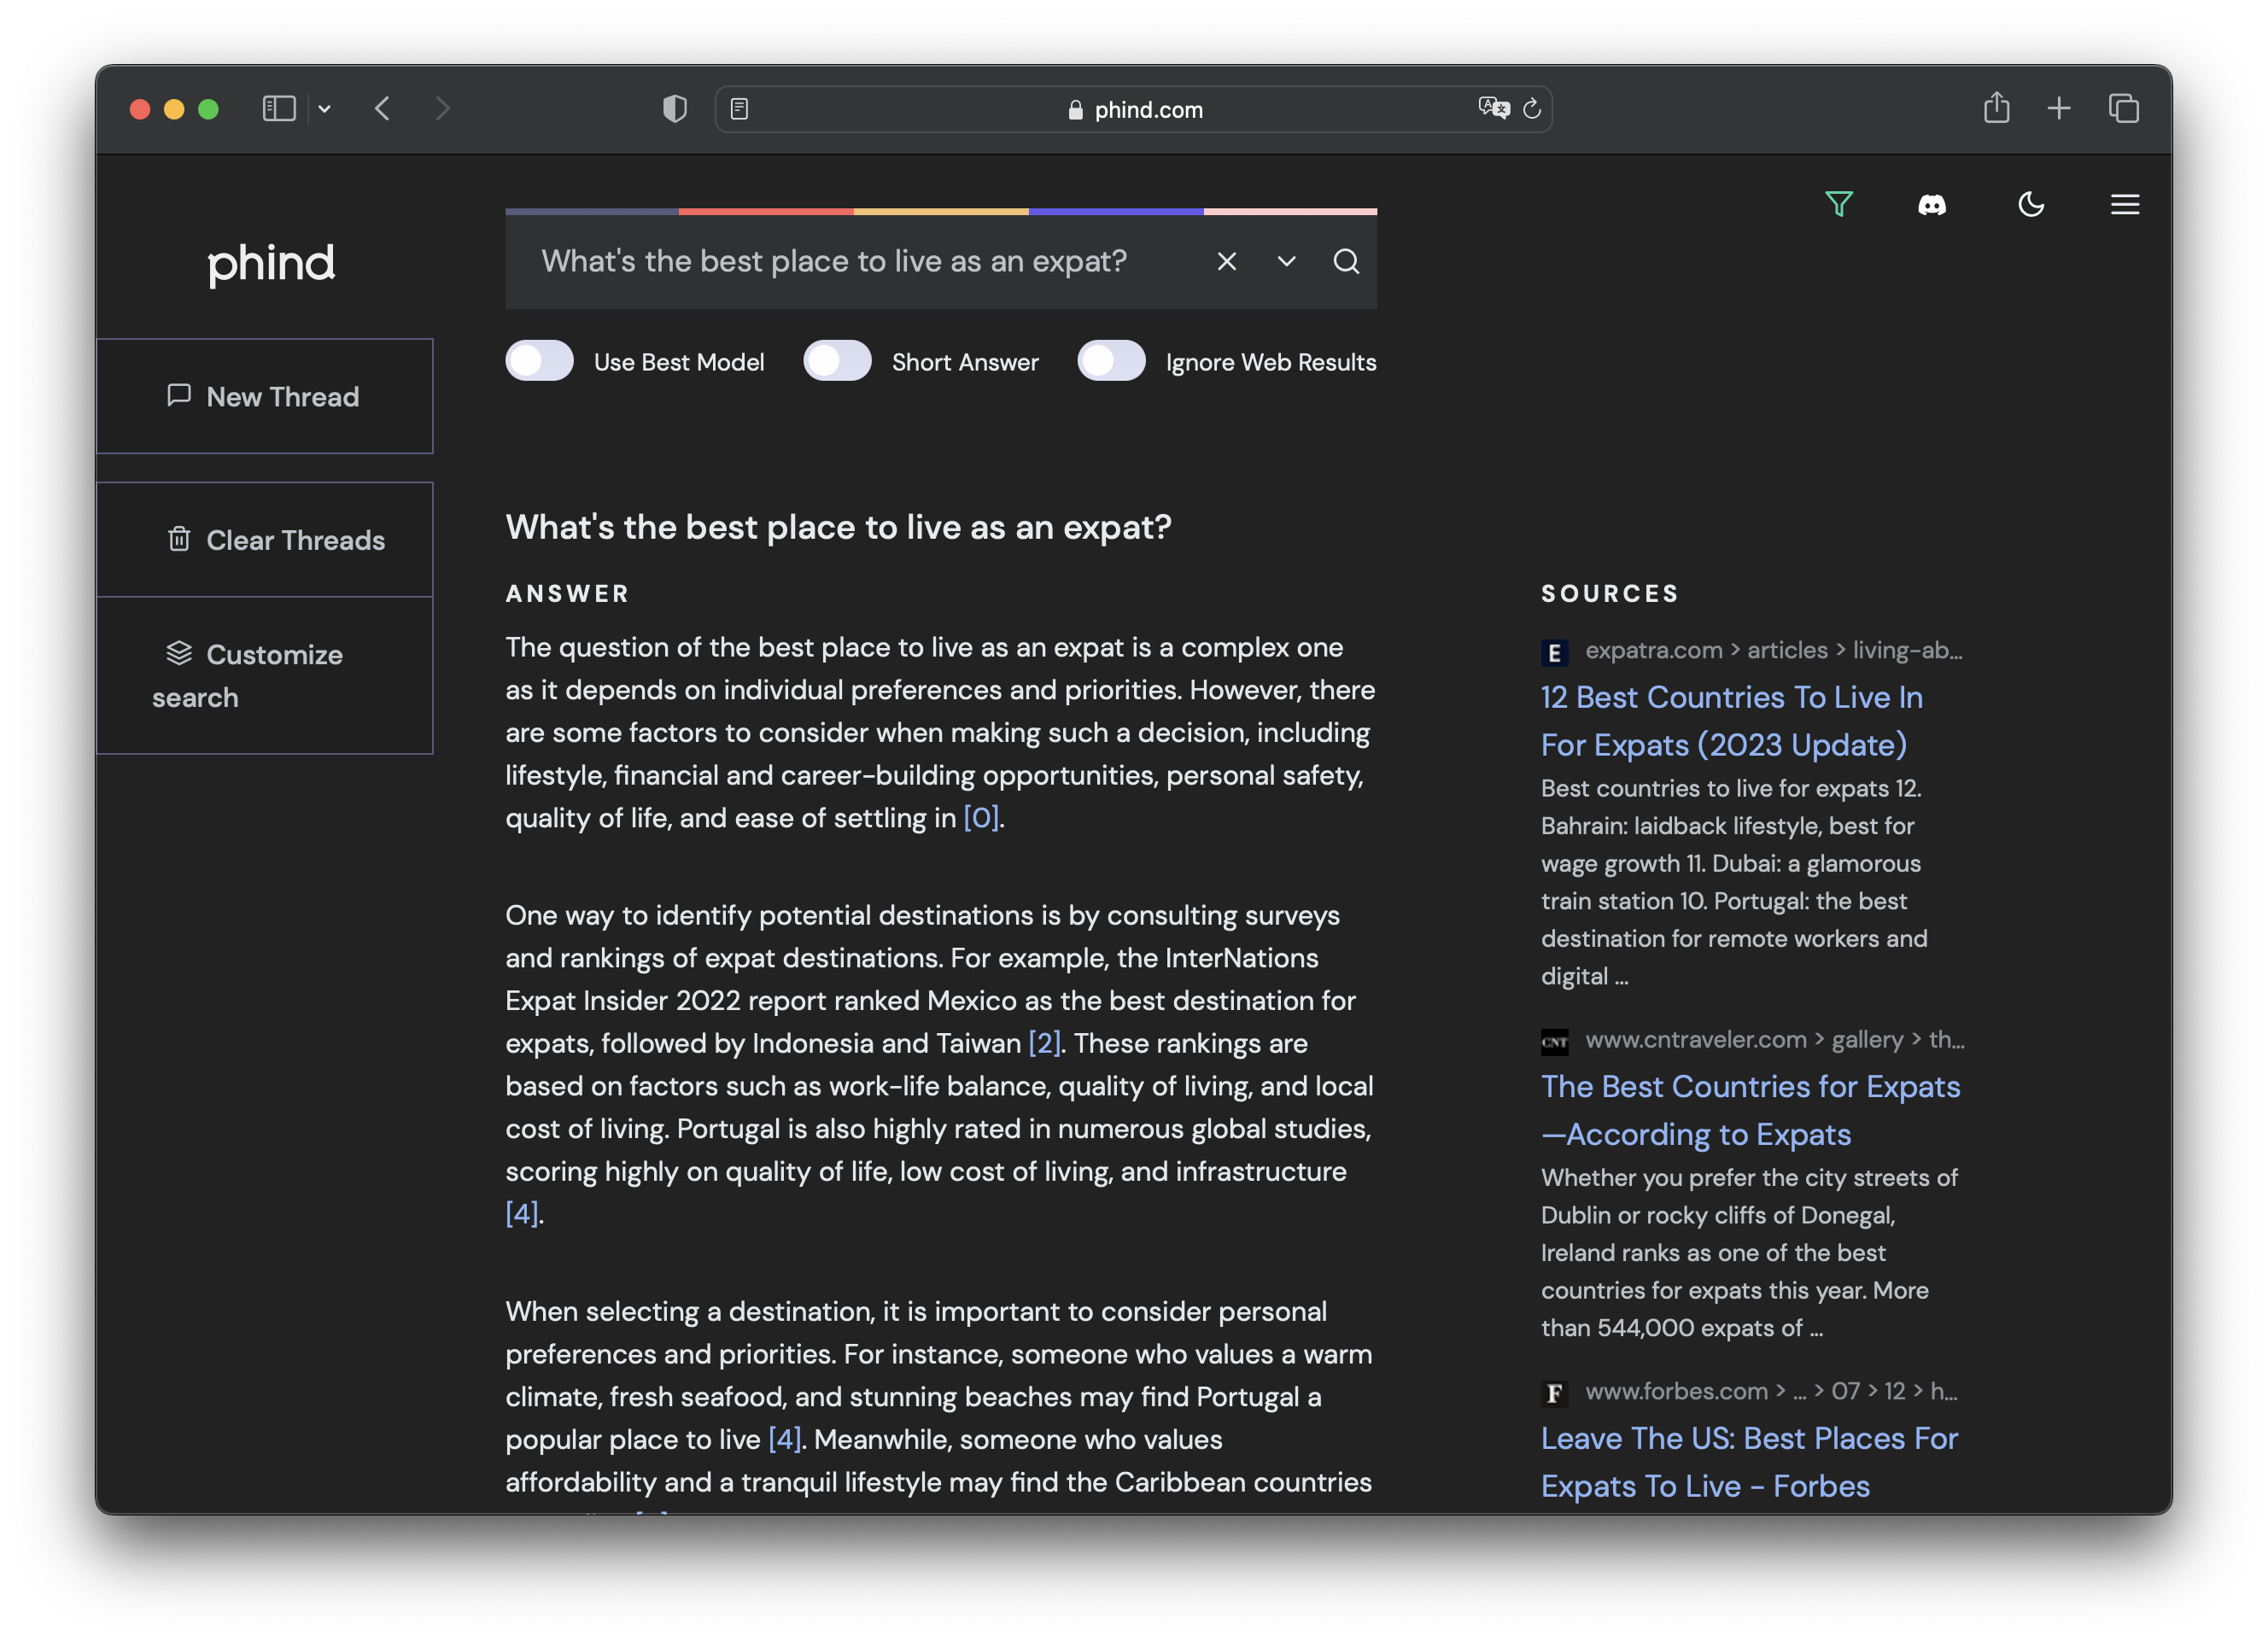 phind.com
phind
What's the best place to live as an expat?
Use Best Model
Short Answer
Ignore Web Results
New Thread
Clear Threads
Customize
search
What's the best place to live as an expat?
ANSWER
The question of the best place to live as an expat is a complex one
as it depends on individual preferences and priorities. However, there
are some factors to consider when making such a decision, including
lifestyle, financial and career-building opportunities, personal safety,
quality of life, and ease of settling in [0].
One way to identify potential destinations is by consulting surveys
and rankings of expat destinations. For example, the InterNations
Expat Insider 2022 report ranked Mexico as the best destination for
expats, followed by Indonesia and Taiwan [2]. These rankings are
based on factors such as work-life balance, quality of living, and local
cost of living. Portugal is also highly rated in numerous global studies,
scoring highly on quality of life, low cost of living, and infrastructure
[4].
When selecting a destination, it is important to consider personal
preferences and priorities. For instance, someone who values a warm
climate, fresh seafood, and stunning beaches may find Portugal a
popular place to live [4]. Meanwhile, someone who values
affordability and a tranquil lifestyle may find the Caribbean countries
SOURCES
E expatra.com > articles > living-ab...
12 Best Countries To Live In
For Expats (2023 Update)
Best countries to live for expats 12.
Bahrain: laidback lifestyle, best for
wage growth 11. Dubai: a glamorous
train station 10. Portugal: the best
destination for remote workers and
digital ...
CNT www.cntraveler.com > gallery > th...
The Best Countries for Expats
—According to Expats
Whether you prefer the city streets of
Dublin or rocky cliffs of Donegal,
Ireland ranks as one of the best
countries for expats this year. More
than 544,000 expats of ...
F www.forbes.com > ... > 07 > 12 > h...
Leave The US: Best Places For
Expats To Live - Forbes